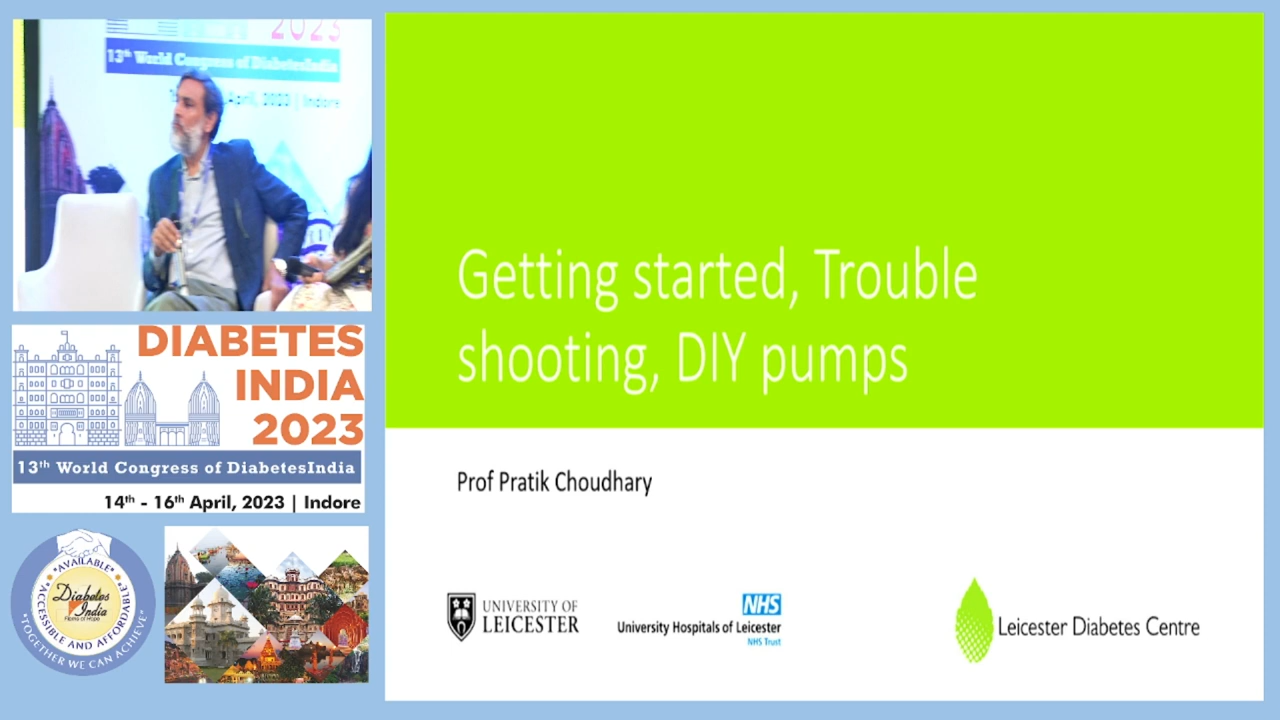 2023
13th World Congress of DiabetesIndia
April, 2023 | Indore
DIABETES
INDIA
2023
13th World Congress of DiabetesIndia
14th - 16th April, 2023 | Indore
*AVAILABLE*
ACCESSIBLE AND AFFORDABLE
Diabetes
India
"TOGETHER WE CAN ACHIEVE"
Getting started, Trouble
shooting, DIY pumps
Prof Pratik Choudhary
UNIVERSITY OF
LEICESTER
NHS
University Hospitals of Leicester
NHS Trust
Leicester Diabetes Centre